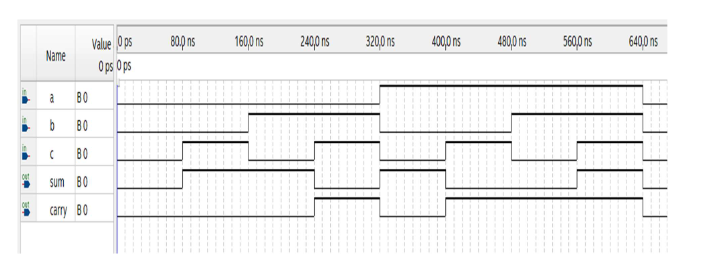 Name Value 0 ps 80.0 ns 160.0 ns 240.0 ns 320.0 ns 400.0 ns 480.0 ns 560.0 ns 640.0 ns
0 ps 0 ps
in a B 0
in b B 0
in c B 0
out sum B 0
out carry B 0